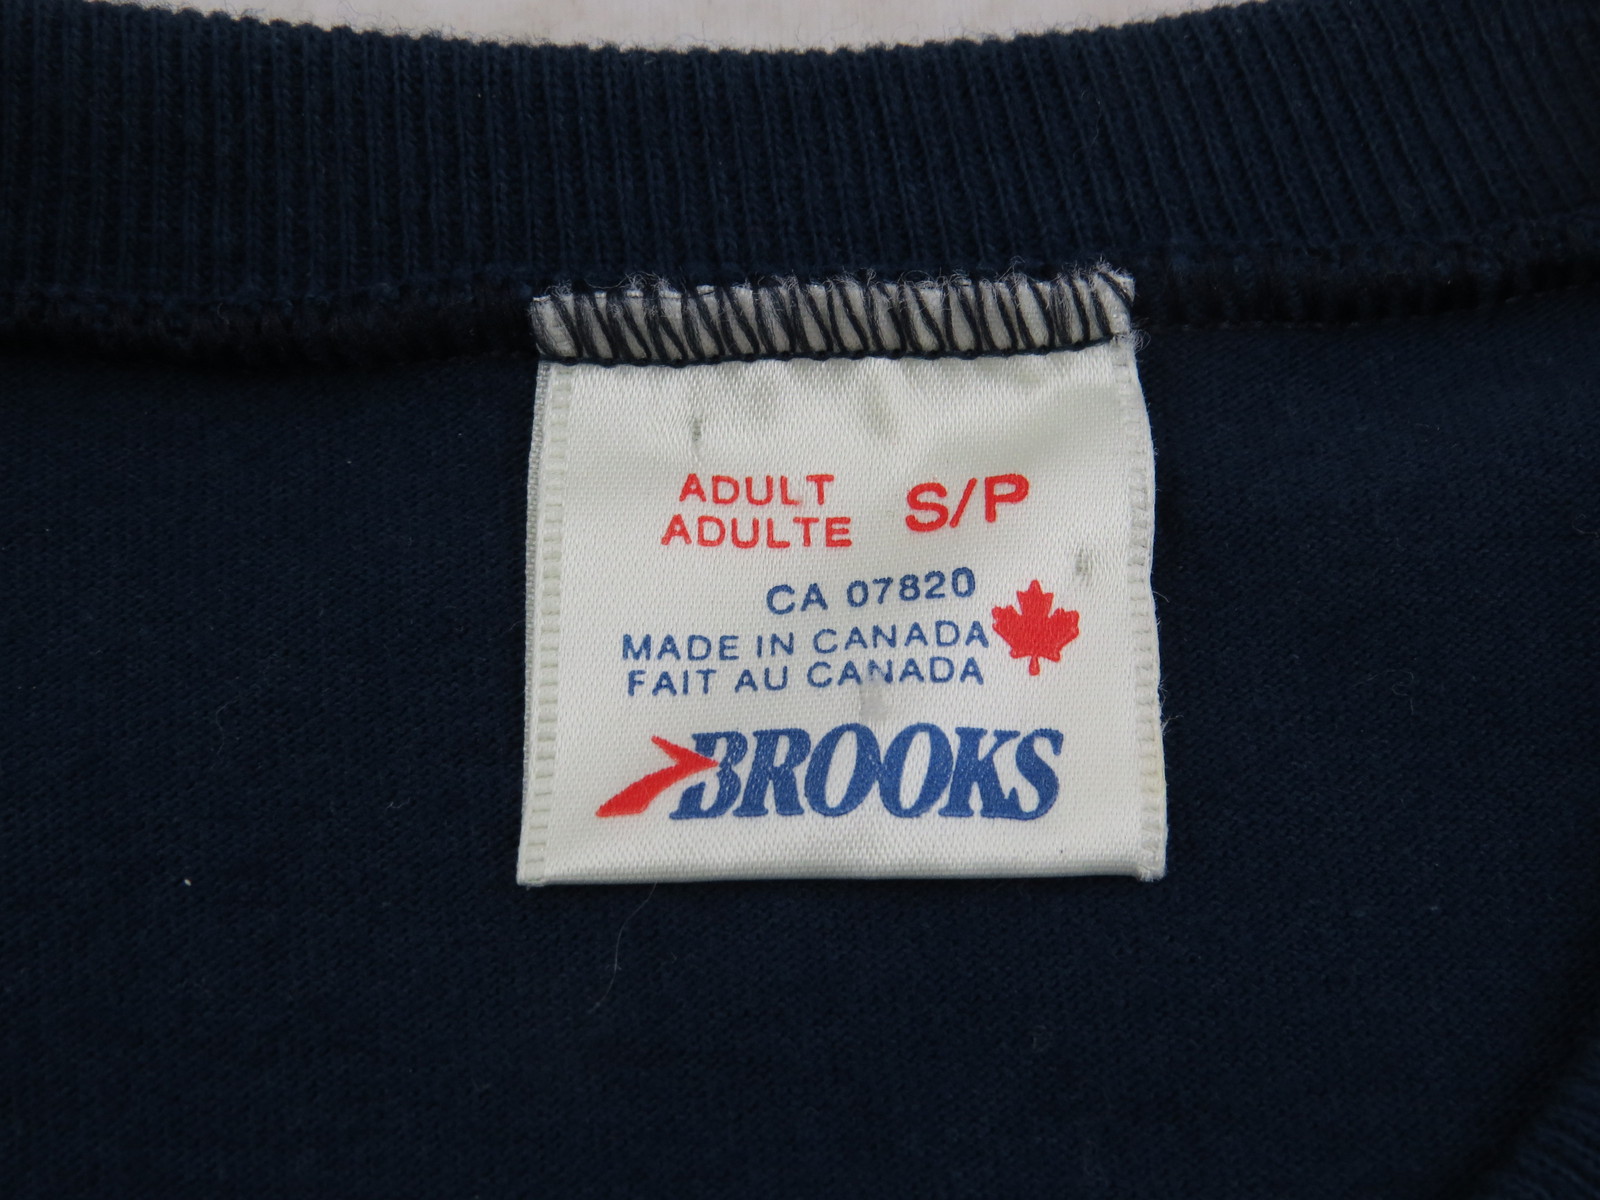 ADULT
ADULTE
S/P
CA 07820
MADE IN CANADA
FAIT AU CANADA
BROOKS